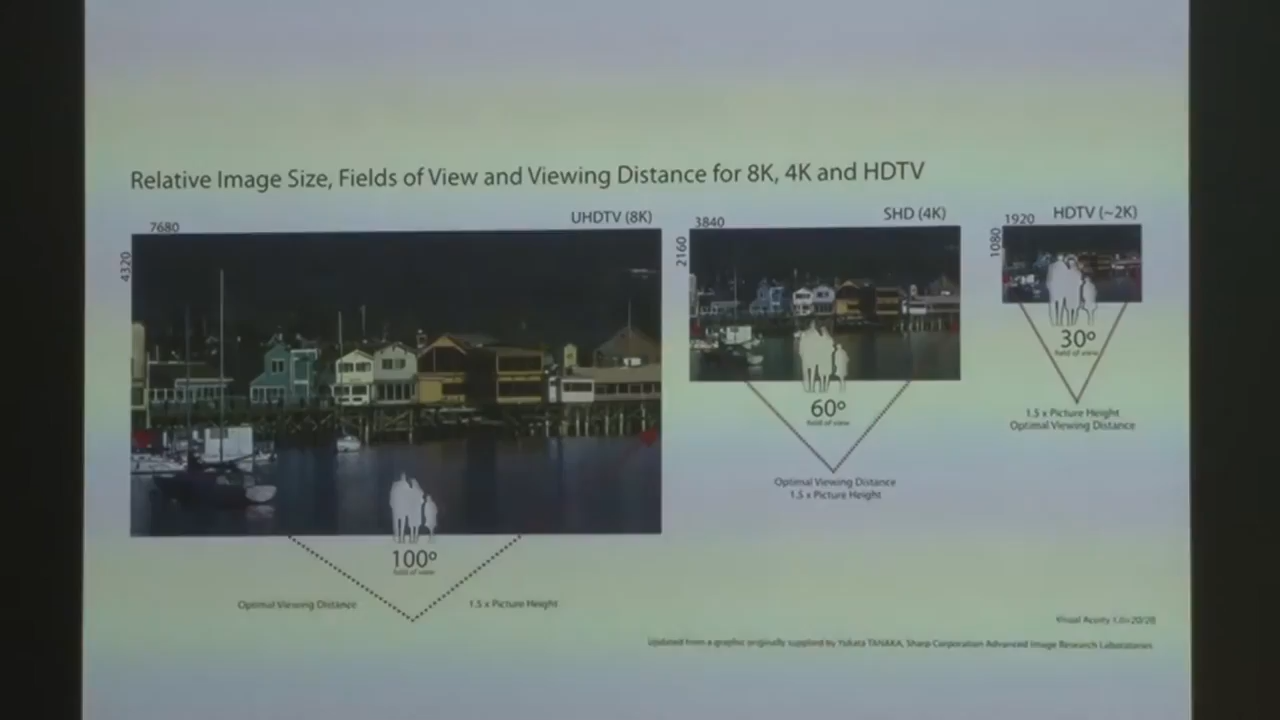 Relative Image Size, Fields of View and Viewing Distance for 8K, 4K and HDTV
7680
UHDTV (8K)
4320
100º
field of view
Optimal Viewing Distance
1.5 x Picture Height
3840
SHD (4K)
2160
60º
field of view
Optimal Viewing Distance
1.5 x Picture Height
1920
HDTV (~2K)
1080
30º
field of view
1.5 x Picture Height
Optimal Viewing Distance
Visual Acuity 1.0=20/20
Updated from a graphic originally supplied by Yukata TANAKA, Sharp Corporation Advanced Image Research Laboratories